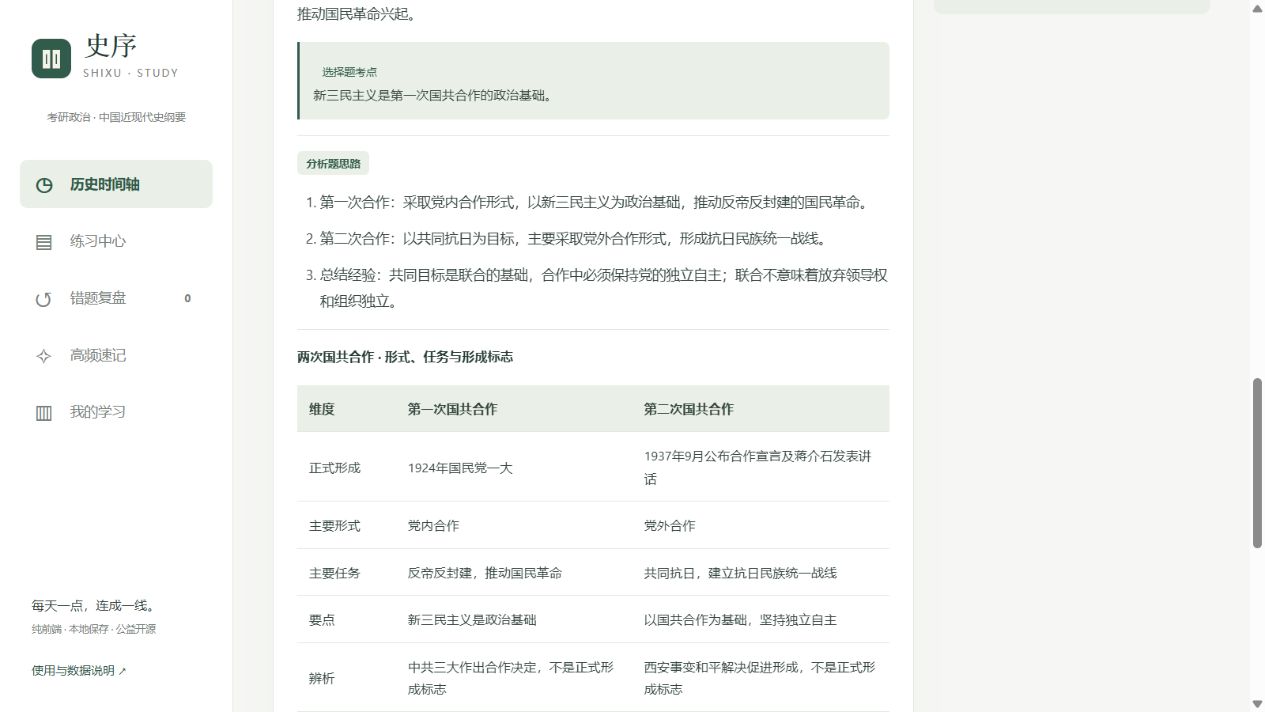 史序
SHIXU · STUDY
考研政治 · 中国近现代史纲要
历史时间轴
练习中心
错题复盘 0
高频速记
我的学习
每天一点，连成一线。
纯前端 · 本地保存 · 公益开源
使用与数据说明 ↗
推动国民革命兴起。
选择题考点
新三民主义是第一次国共合作的政治基础。
分析题思路
1. 第一次合作：采取党内合作形式，以新三民主义为政治基础，推动反帝反封建的国民革命。
2. 第二次合作：以共同抗日为目标，主要采取党外合作形式，形成抗日民族统一战线。
3. 总结经验：共同目标是联合的基础，合作中必须保持党的独立自主；联合不意味着放弃领导权
和组织独立。
两次国共合作 · 形式、任务与形成标志
维度 第一次国共合作 第二次国共合作
正式形成 1924年国民党一大 1937年9月公布合作宣言及蒋介石发表讲
话
主要形式 党内合作 党外合作
主要任务 反帝反封建，推动国民革命 共同抗日，建立抗日民族统一战线
要点 新三民主义是政治基础 以国共合作为基础，坚持独立自主
辨析 中共三大作出合作决定，不是正式形
成标志 西安事变和平解决促进形成，不是正式形
成标志